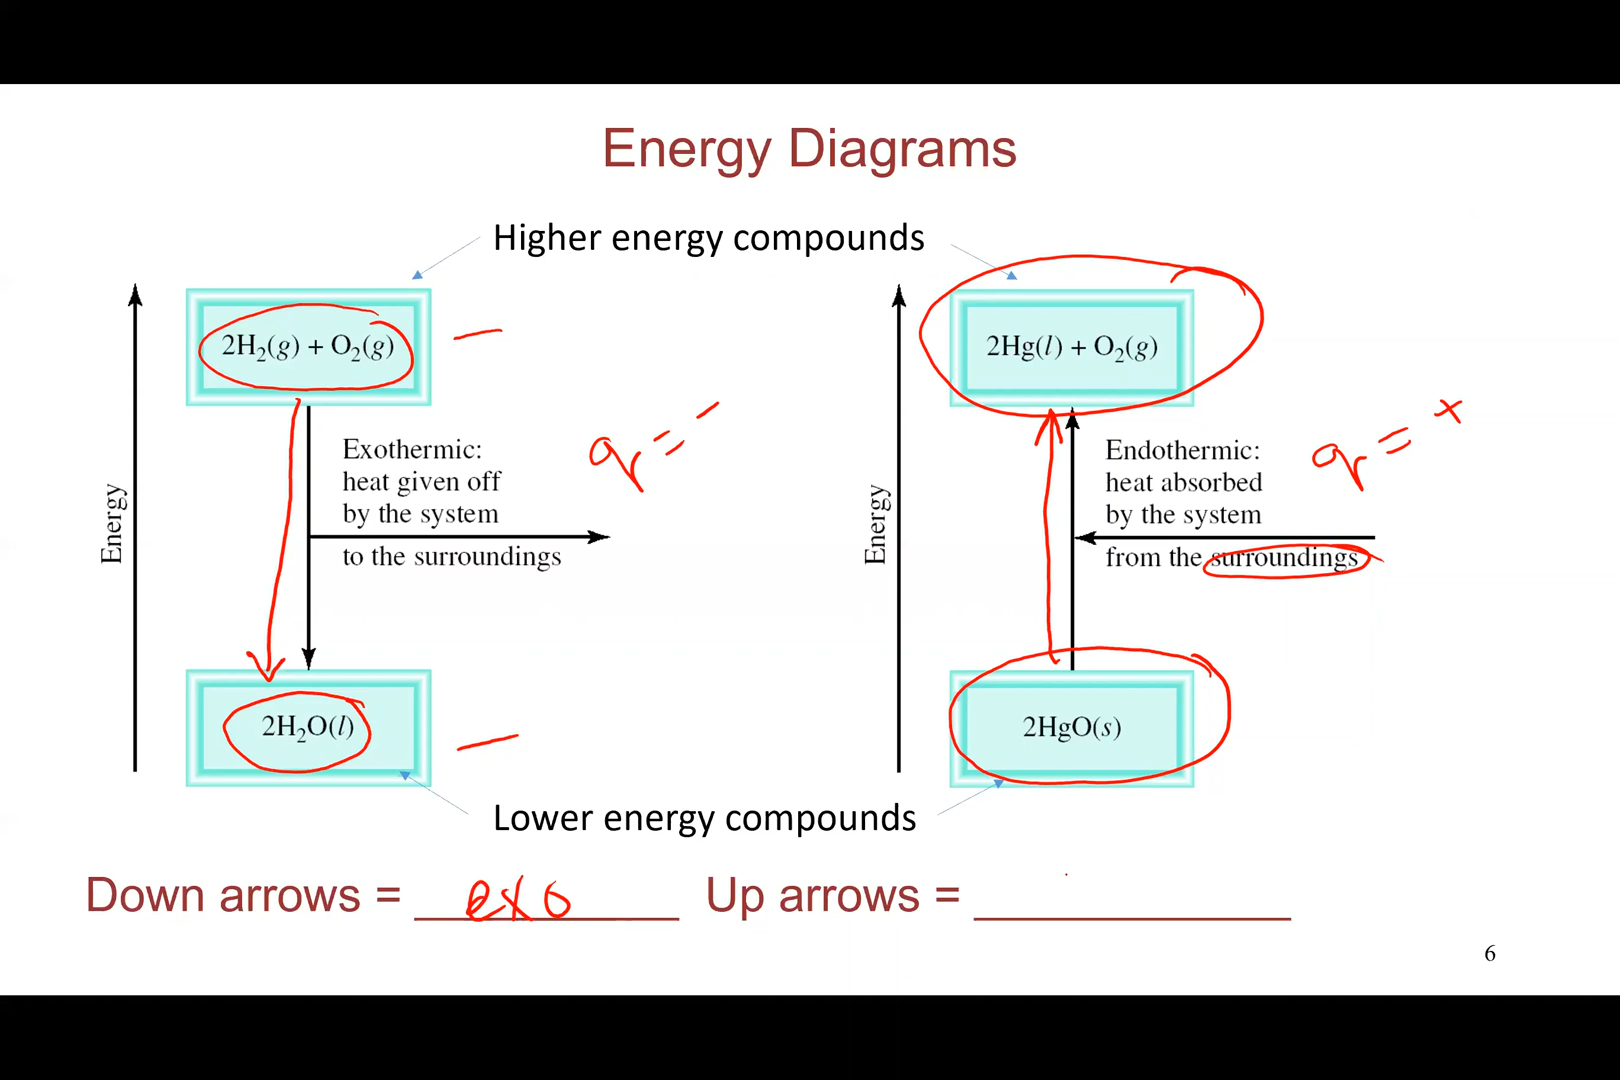 Energy Diagrams
Higher energy compounds
2H₂(g) + O₂(g)
Energy
Exothermic:
heat given off
by the system
to the surroundings
q = -
2H₂O(l)
2Hg(l) + O₂(g)
Energy
Endothermic:
heat absorbed
by the system
from the surroundings
q = +
2HgO(s)
Lower energy compounds
Down arrows = exo
Up arrows =
6